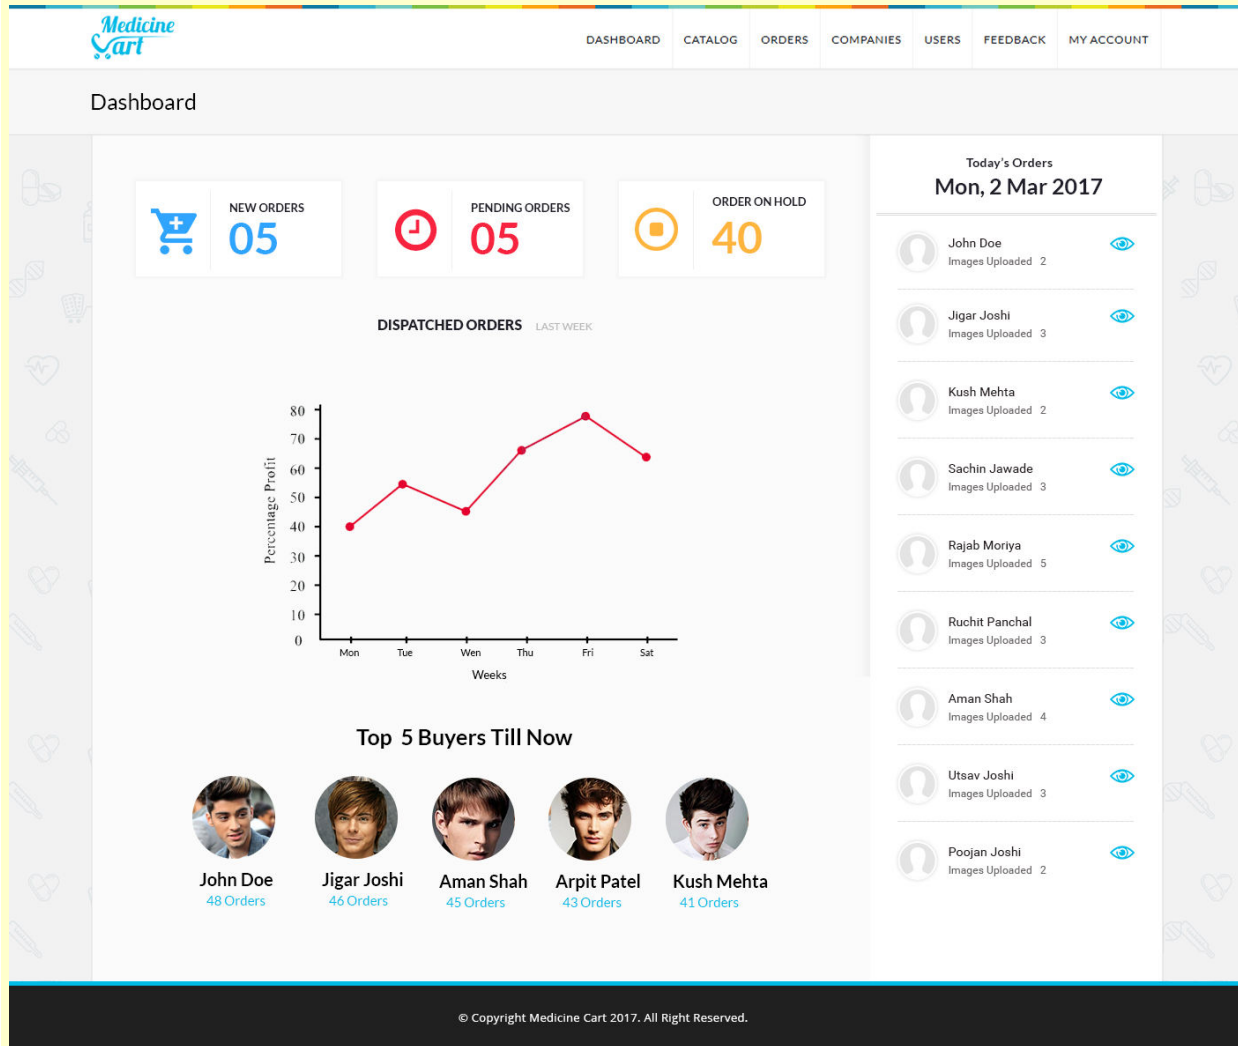 Medicine
Cart
DASHBOARD
CATALOG
ORDERS
COMPANIES
USERS
FEEDBACK
MY ACCOUNT
Dashboard
NEW ORDERS
05
PENDING ORDERS
05
ORDER ON HOLD
40
DISPATCHED ORDERS LAST WEEK
Percentage Profit
80
70
60
50
40
30
20
10
0
Mon Tue Wen Thu Fri Sat
Weeks
Top 5 Buyers Till Now
John Doe
48 Orders
Jigar Joshi
46 Orders
Aman Shah
45 Orders
Arpit Patel
43 Orders
Kush Mehta
41 Orders
Today's Orders
Mon, 2 Mar 2017
John Doe
Images Uploaded 2
Jigar Joshi
Images Uploaded 3
Kush Mehta
Images Uploaded 2
Sachin Jawade
Images Uploaded 3
Rajab Moriya
Images Uploaded 5
Ruchit Panchal
Images Uploaded 3
Aman Shah
Images Uploaded 4
Utsav Joshi
Images Uploaded 3
Poojan Joshi
Images Uploaded 2
© Copyright Medicine Cart 2017. All Right Reserved.